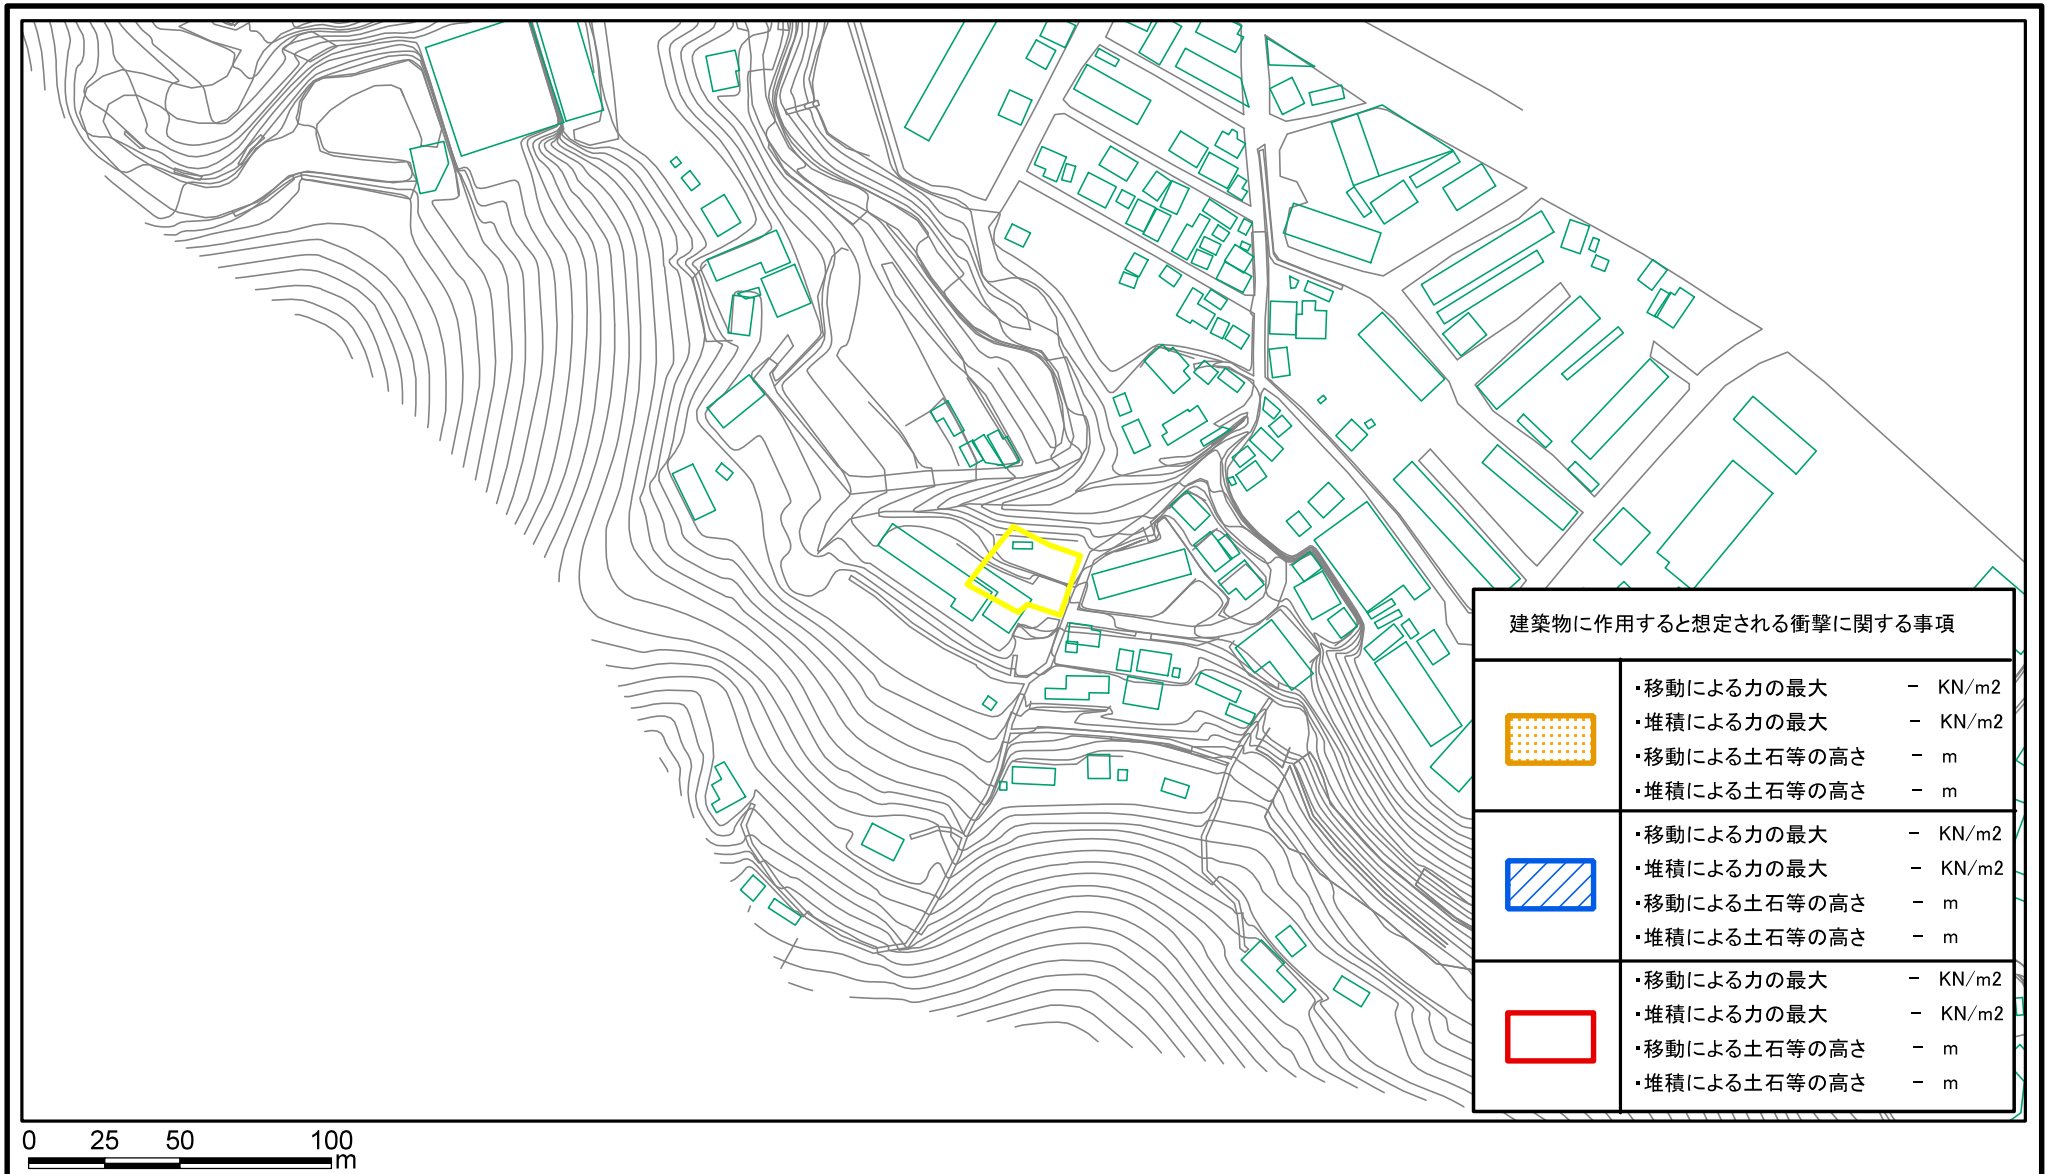 建築物に作用すると想定される衝撃に関する事項
・移動による力の最大 － KN/m2
・堆積による力の最大 － KN/m2
・移動による土石等の高さ － m
・堆積による土石等の高さ － m
・移動による力の最大 － KN/m2
・堆積による力の最大 － KN/m2
・移動による土石等の高さ － m
・堆積による土石等の高さ － m
・移動による力の最大 － KN/m2
・堆積による力の最大 － KN/m2
・移動による土石等の高さ － m
・堆積による土石等の高さ － m
0 25 50 100
m